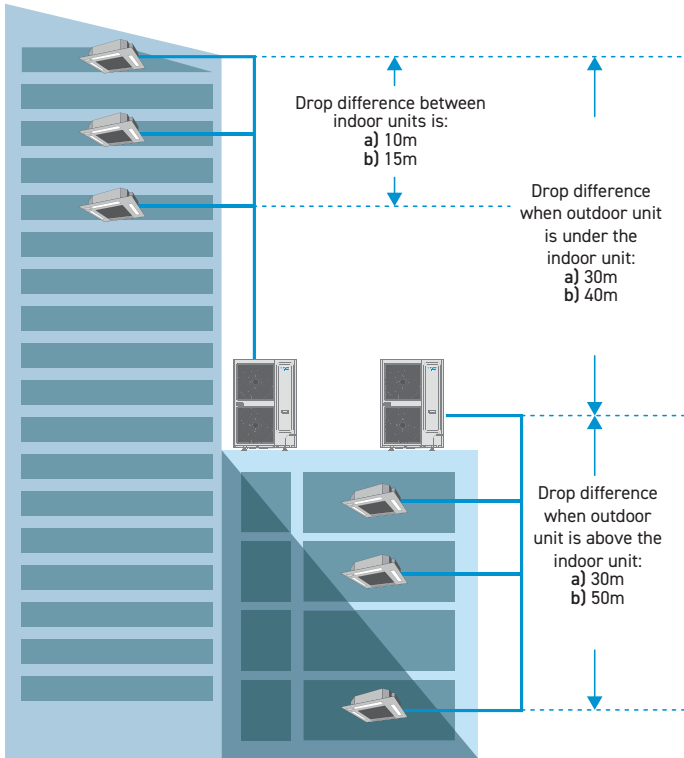 Drop difference between
indoor units is:
a) 10m
b) 15m
Drop difference
when outdoor unit
is under the
indoor unit:
a) 30m
b) 40m
Drop difference
when outdoor
unit is above the
indoor unit:
a) 30m
b) 50m